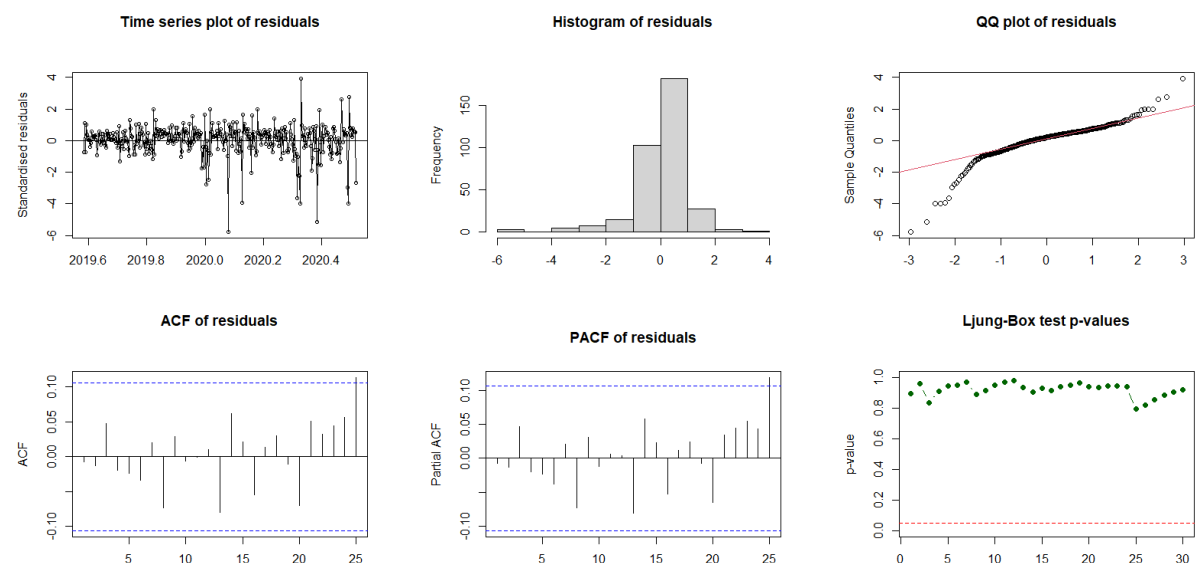 Time series plot of residuals
Standardised residuals
4
2
0
-2
-4
-6
2019.6 2019.8 2020.0 2020.2 2020.4
Histogram of residuals
Frequency
150
100
50
0
-6 -4 -2 0 2 4
QQ plot of residuals
Sample Quantiles
4
2
0
-2
-4
-6
-3 -2 -1 0 1 2 3
ACF of residuals
ACF
0.10
0.05
0.00
-0.10
5 10 15 20 25
PACF of residuals
Partial ACF
0.10
0.05
0.00
-0.10
5 10 15 20 25
Ljung-Box test p-values
p-value
1.0
0.8
0.6
0.4
0.2
0.0
0 5 10 15 20 25 30